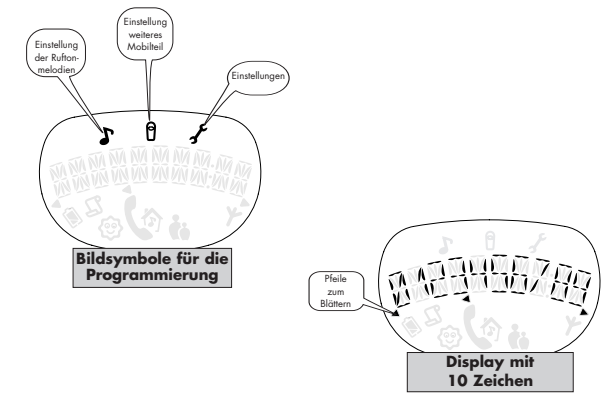 Einstellung
der Rufton-
melodien
Einstellung
weiteres
Mobilteil
Einstellungen
Bildsymbole für die
Programmierung
Pfeile
zum
Blättern
Display mit
10 Zeichen